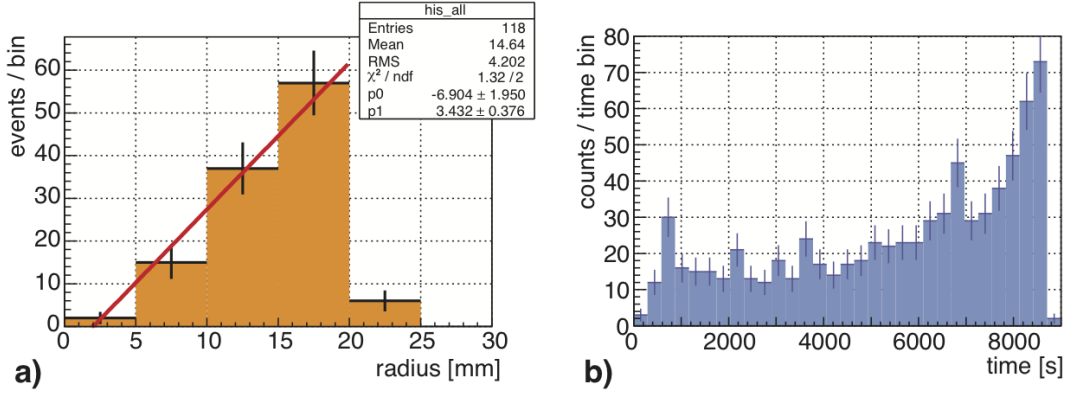 his_all
Entries 118
Mean 14.64
RMS 4.202
χ² / ndf 1.32 / 2
p0 -6.904 ± 1.950
p1 3.432 ± 0.376
events / bin
60
50
40
30
20
10
0
0 5 10 15 20 25 30
radius [mm]
a)
counts / time bin
80
70
60
50
40
30
20
10
0
0 2000 4000 6000 8000
time [s]
b)